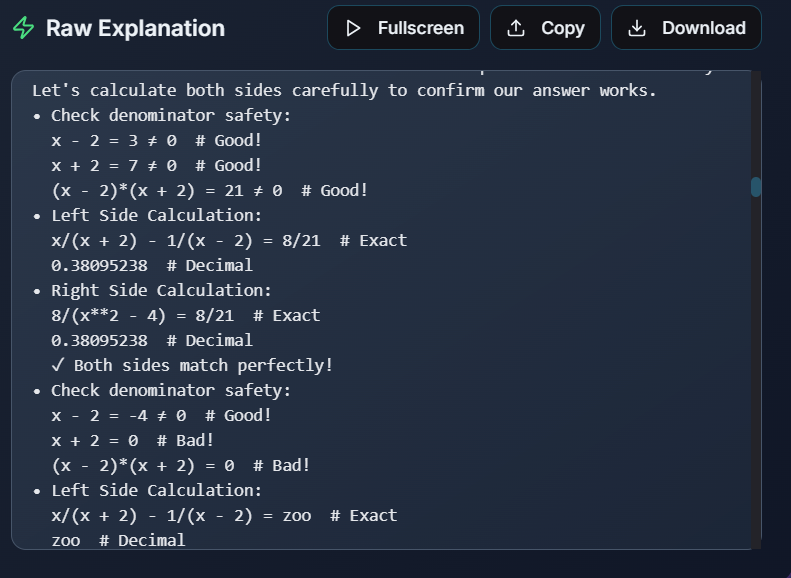 Raw Explanation
Fullscreen
Copy
Download
Let's calculate both sides carefully to confirm our answer works.
• Check denominator safety:
x - 2 = 3 ≠ 0  # Good!
x + 2 = 7 ≠ 0  # Good!
(x - 2)*(x + 2) = 21 ≠ 0  # Good!
• Left Side Calculation:
x/(x + 2) - 1/(x - 2) = 8/21  # Exact
0.38095238  # Decimal
• Right Side Calculation:
8/(x**2 - 4) = 8/21  # Exact
0.38095238  # Decimal
✓ Both sides match perfectly!
• Check denominator safety:
x - 2 = -4 ≠ 0  # Good!
x + 2 = 0  # Bad!
(x - 2)*(x + 2) = 0  # Bad!
• Left Side Calculation:
x/(x + 2) - 1/(x - 2) = zoo  # Exact
zoo  # Decimal